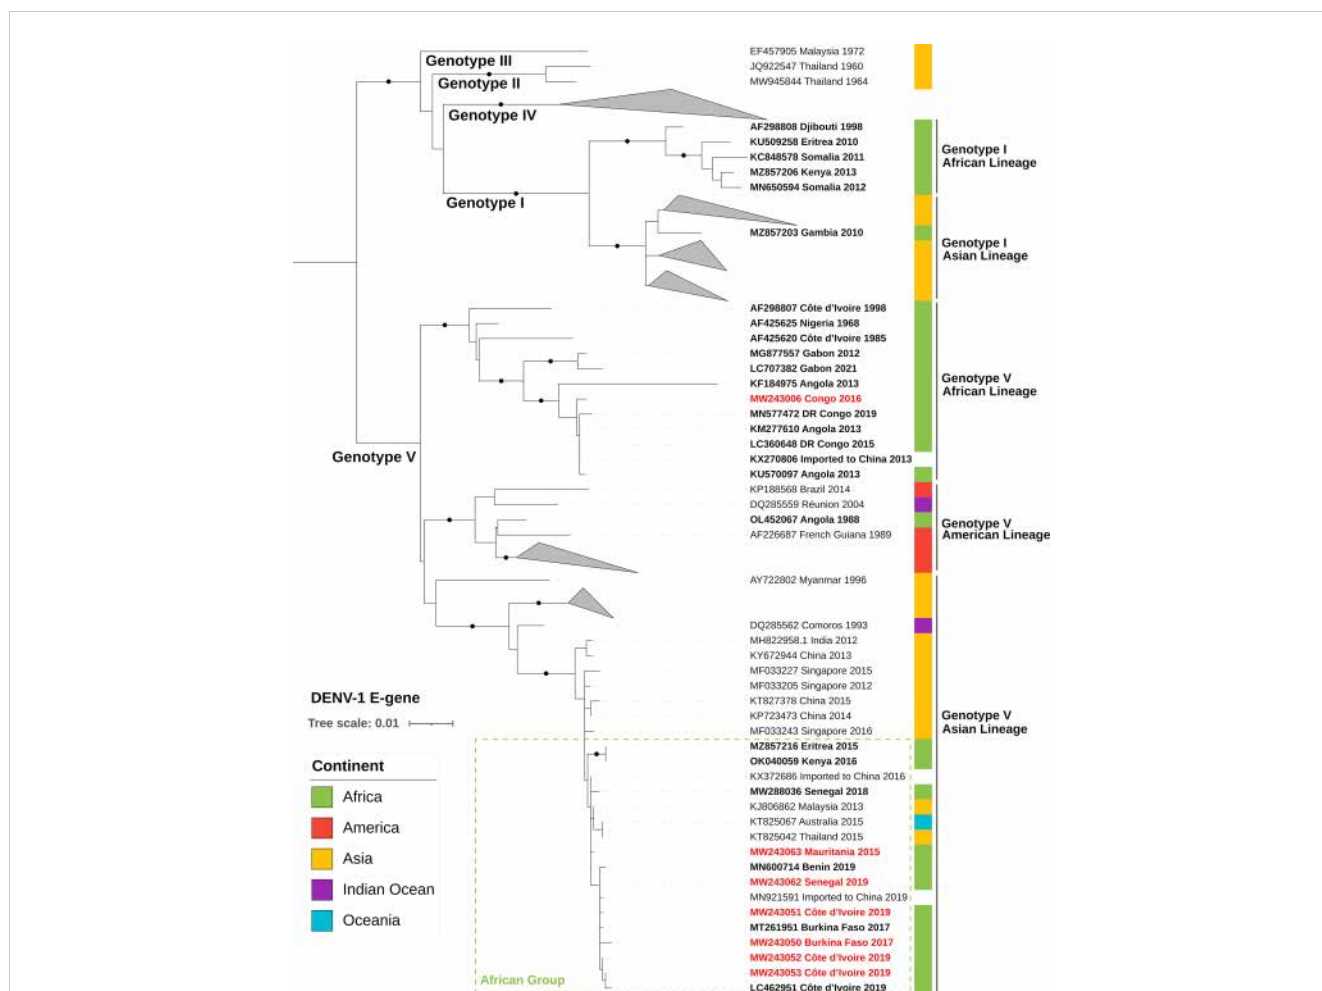 EF457905 Malaysia 1972
Genotype III
JQ922547 Thailand 1960
Genotype II
MW945844 Thailand 1964
Genotype IV
AF298808 Djibouti 1998
KU509258 Eritrea 2010
KC848578 Somalia 2011
MZ857206 Kenya 2013
MN650594 Somalia 2012
Genotype I
African Lineage
Genotype I
MZ857203 Gambia 2010
Genotype I
Asian Lineage
AF298807 Côte d'Ivoire 1998
AF425625 Nigeria 1968
AF425620 Côte d'Ivoire 1985
MG877557 Gabon 2012
LC707382 Gabon 2021
KF184975 Angola 2013
MW243006 Congo 2016
MN577472 DR Congo 2019
KM277610 Angola 2013
LC360648 DR Congo 2015
KX270806 Imported to China 2013
KU570097 Angola 2013
Genotype V
African Lineage
Genotype V
KP188568 Brazil 2014
DQ285559 Réunion 2004
OL452067 Angola 1988
AF226687 French Guiana 1989
Genotype V
American Lineage
AY722802 Myanmar 1996
DQ285562 Comoros 1993
MH822958.1 India 2012
KY672944 China 2013
MF033227 Singapore 2015
MF033205 Singapore 2012
KT827378 China 2015
KP723473 China 2014
MF033243 Singapore 2016
Genotype V
Asian Lineage
DENV-1 E-gene
Tree scale: 0.01
MZ857216 Eritrea 2015
OK040059 Kenya 2016
KX372686 Imported to China 2016
MW288036 Senegal 2018
KJ806862 Malaysia 2013
KT825067 Australia 2015
KT825042 Thailand 2015
MW243063 Mauritania 2015
MN600714 Benin 2019
MW243062 Senegal 2019
MN921591 Imported to China 2019
MW243051 Côte d'Ivoire 2019
MT261951 Burkina Faso 2017
MW243050 Burkina Faso 2017
MW243052 Côte d'Ivoire 2019
MW243053 Côte d'Ivoire 2019
LC462951 Côte d'Ivoire 2019
Continent
Africa
America
Asia
Indian Ocean
Oceania
African Group